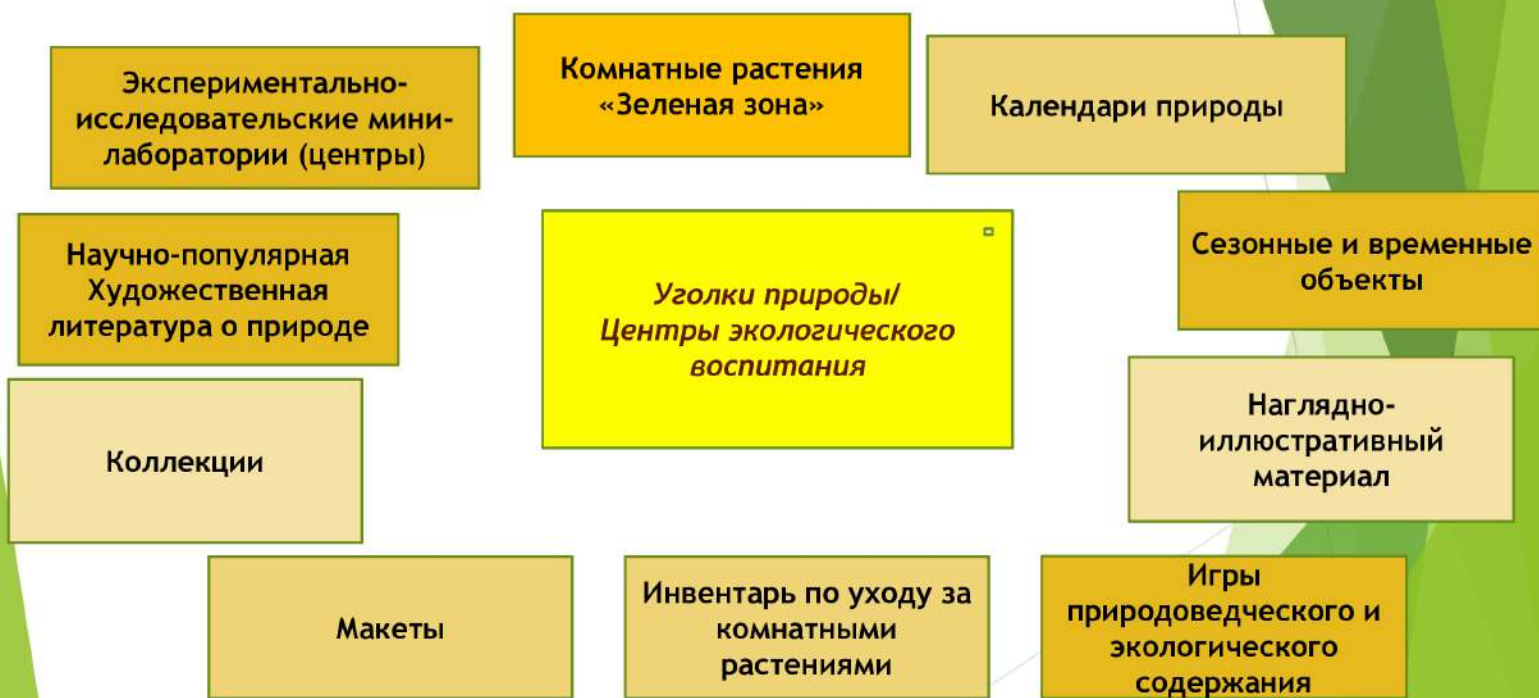 Экспериментально-
исследовательские мини-
лаборатории (центры)
Комнатные растения
«Зеленая зона»
Календари природы
Научно-популярная
Художественная
литература о природе
Уголки природы/
Центры экологического
воспитания
Сезонные и временные
объекты
Коллекции
Наглядно-
иллюстративный
материал
Макеты
Инвентарь по уходу за
комнатными
растениями
Игры
природоведческого и
экологического
содержания